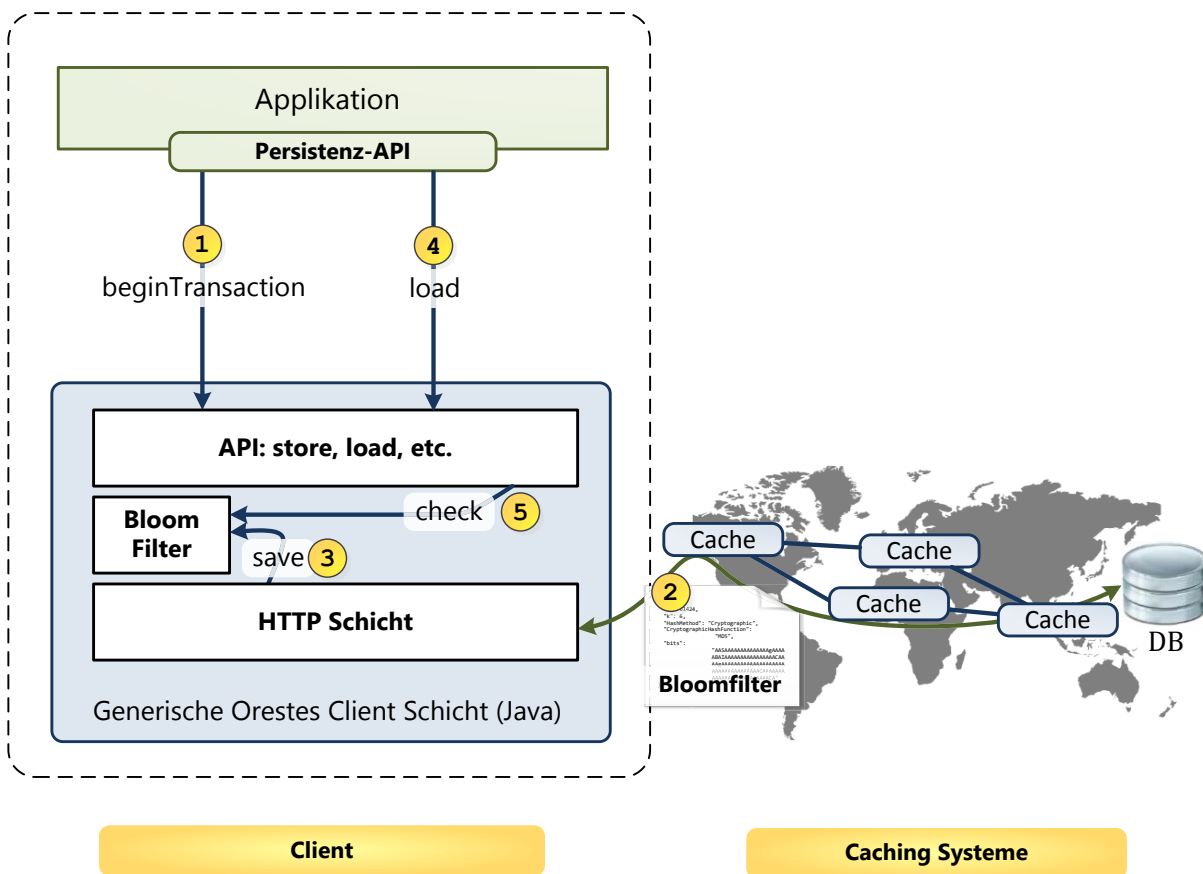 Applikation
Persistenz-API
1
4
beginTransaction
load
API: store, load, etc.
Bloom
Filter
check
5
save
3
HTTP Schicht
Generische Orestes Client Schicht (Java)
Cache
Cache
Cache
Cache
DB
2
"HashMethod": "Cryptographic",
"CryptographicHashFunction":
"MD5",
"bits":
Bloomfilter
Client
Caching Systeme